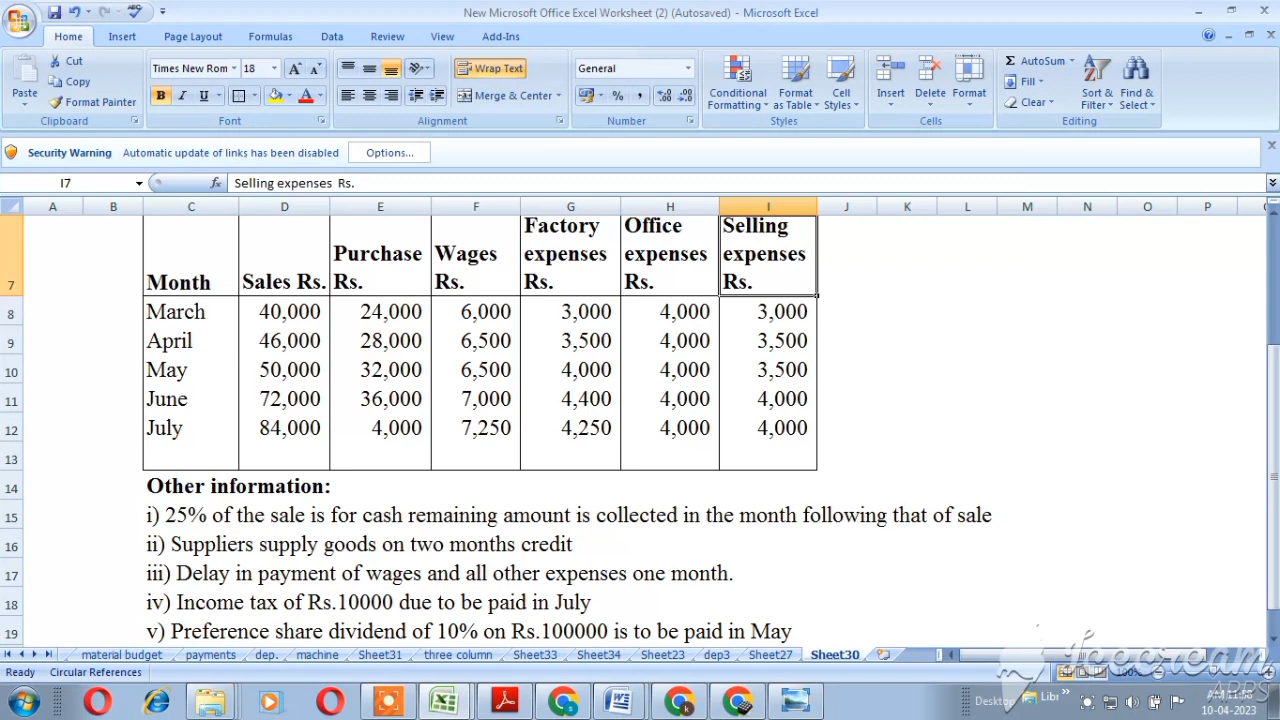 New Microsoft Office Excel Worksheet (2) (Autosaved) - Microsoft Excel
Home Insert Page Layout Formulas Data Review View Add-Ins
Paste Cut Copy Format Painter Clipboard
Times New Rom 18 B I U A Font
Wrap Text Merge & Center Alignment
General % , Number
Conditional Formatting Format as Table Cell Styles Styles
Insert Delete Format Cells
AutoSum Fill Clear Sort & Filter Find & Select Editing
Security Warning Automatic update of links has been disabled Options...
I7 fx Selling expenses Rs.
A B C D E F G H I J K L M N O P
7 Month Sales Rs. Purchase Rs. Wages Rs. Factory expenses Rs. Office expenses Rs. Selling expenses Rs.
8 March 40,000 24,000 6,000 3,000 4,000 3,000
9 April 46,000 28,000 6,500 3,500 4,000 3,500
10 May 50,000 32,000 6,500 4,000 4,000 3,500
11 June 72,000 36,000 7,000 4,400 4,000 4,000
12 July 84,000 4,000 7,250 4,250 4,000 4,000
13
14 Other information:
15 i) 25% of the sale is for cash remaining amount is collected in the month following that of sale
16 ii) Suppliers supply goods on two months credit
17 iii) Delay in payment of wages and all other expenses one month.
18 iv) Income tax of Rs.10000 due to be paid in July
19 v) Preference share dividend of 10% on Rs.100000 is to be paid in May
material budget payments dep. machine Sheet31 three column Sheet33 Sheet34 Sheet23 dep3 Sheet27 Sheet30
Ready Circular References 100%
Desktop Libr
10-04-2023
Icecream
APPS